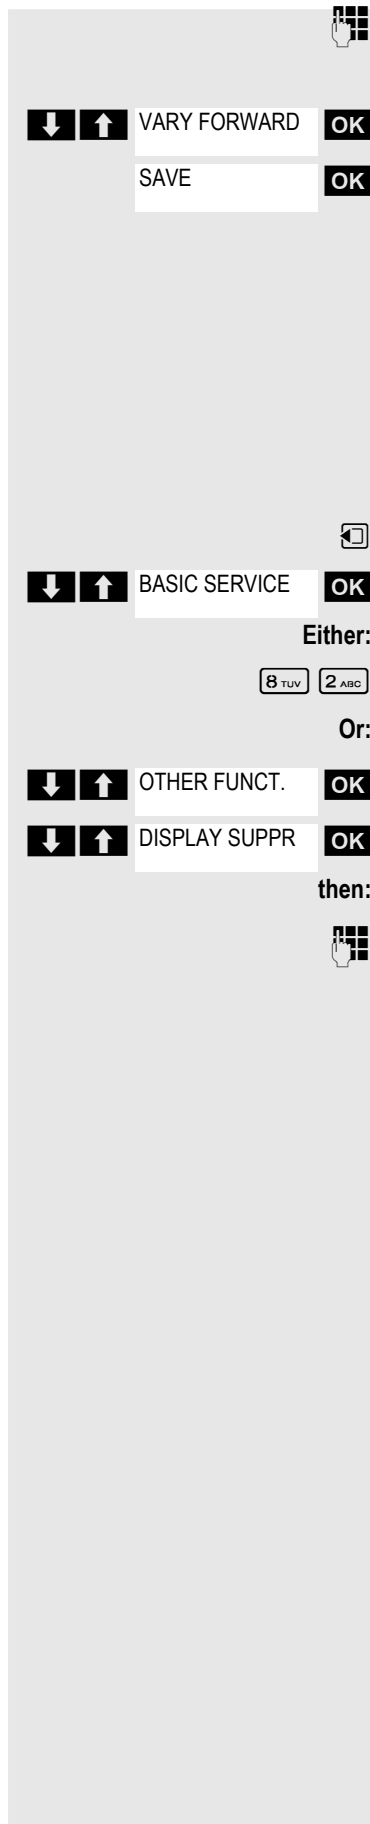 VARY FORWARD OK
SAVE OK
BASIC SERVICE OK
Either:
8 TUV 2 ABC
Or:
OTHER FUNCT. OK
DISPLAY SUPPR OK
then: